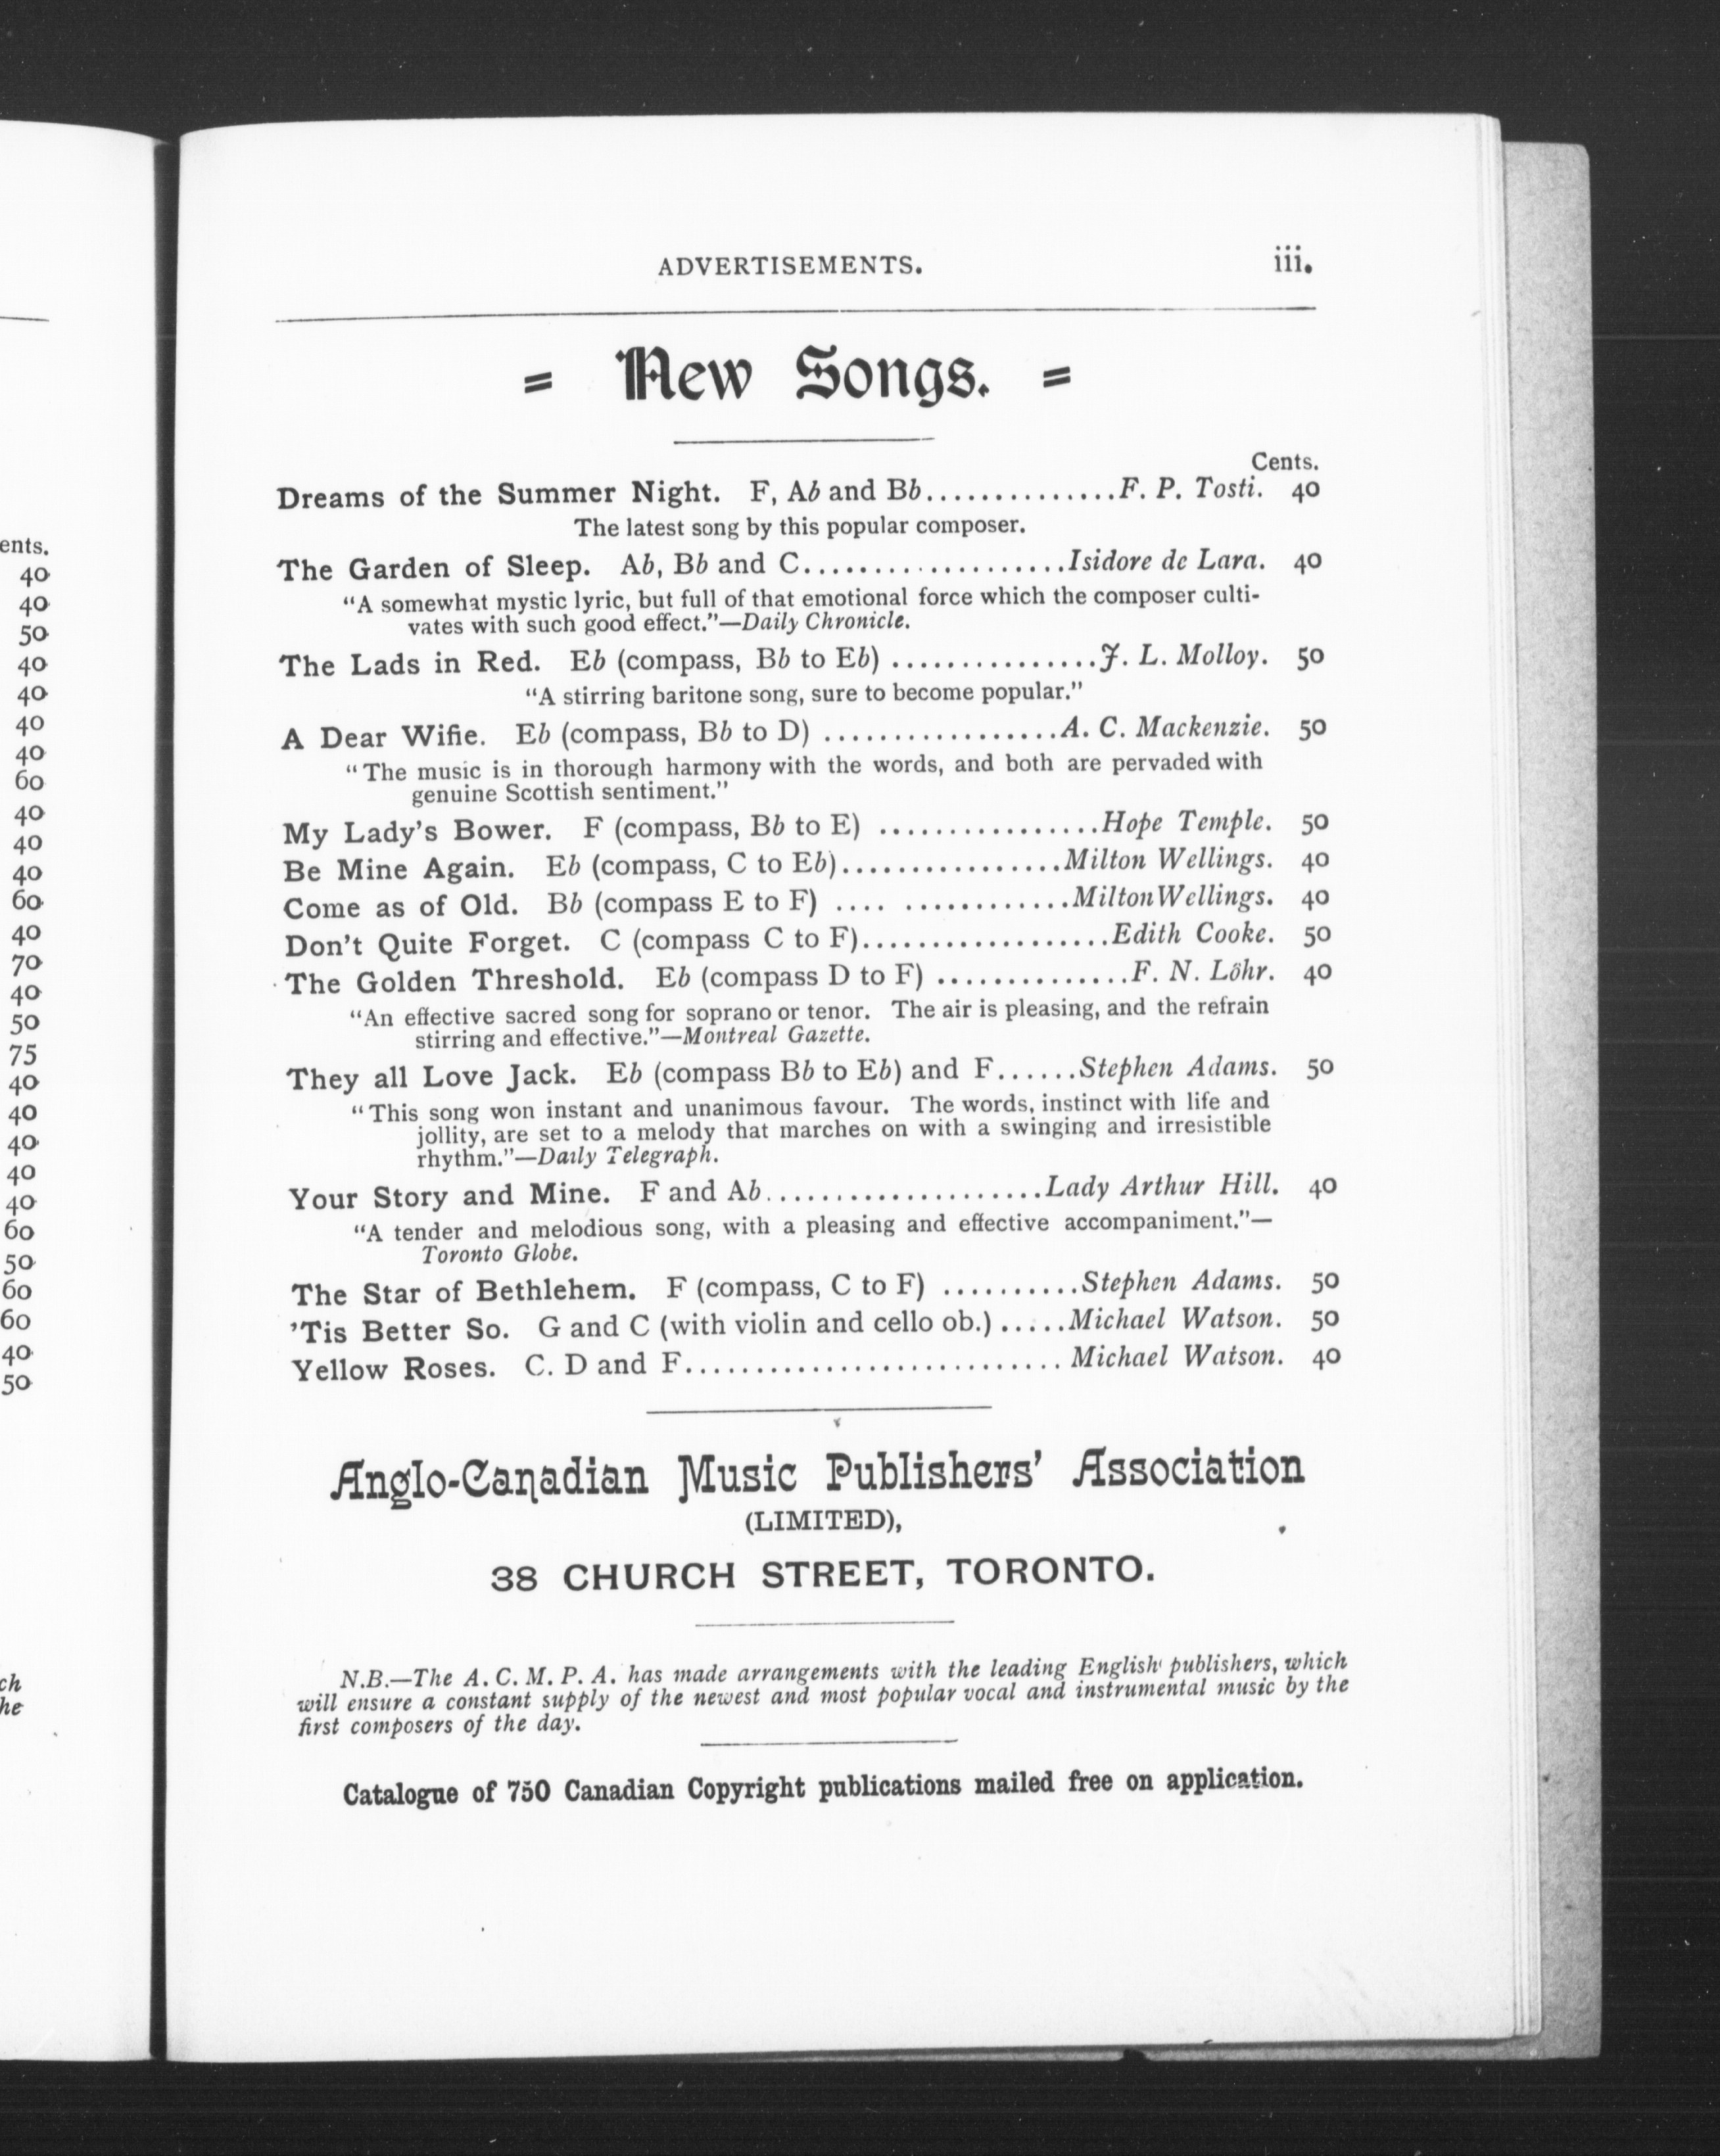 ents.
40
40
50
40
40
40
40
60
40
40
40
60
40
70
40
50
75
40
40
40
40
40
60
50
60
60
40
50
ch
he
ADVERTISEMENTS. iii.
= New Songs. =
Cents.
Dreams of the Summer Night. F, Ab and Bb..............F. P. Tosti. 40
The latest song by this popular composer.
The Garden of Sleep. Ab, Bb and C...................Isidore de Lara. 40
"A somewhat mystic lyric, but full of that emotional force which the composer culti-
vates with such good effect."—Daily Chronicle.
The Lads in Red. Eb (compass, Bb to Eb) ...............J. L. Molloy. 50
"A stirring baritone song, sure to become popular."
A Dear Wifie. Eb (compass, Bb to D) .................A. C. Mackenzie. 50
"The music is in thorough harmony with the words, and both are pervaded with
genuine Scottish sentiment."
My Lady's Bower. F (compass, Bb to E) ................Hope Temple. 50
Be Mine Again. Eb (compass, C to Eb)................Milton Wellings. 40
Come as of Old. Bb (compass E to F) .... ............Milton Wellings. 40
Don't Quite Forget. C (compass C to F)..................Edith Cooke. 50
The Golden Threshold. Eb (compass D to F) ..............F. N. Löhr. 40
"An effective sacred song for soprano or tenor. The air is pleasing, and the refrain
stirring and effective."—Montreal Gazette.
They all Love Jack. Eb (compass Bb to Eb) and F......Stephen Adams. 50
"This song won instant and unanimous favour. The words, instinct with life and
jollity, are set to a melody that marches on with a swinging and irresistible
rhythm."—Daily Telegraph.
Your Story and Mine. F and Ab....................Lady Arthur Hill. 40
"A tender and melodious song, with a pleasing and effective accompaniment."—
Toronto Globe.
The Star of Bethlehem. F (compass, C to F) ..........Stephen Adams. 50
'Tis Better So. G and C (with violin and cello ob.) .....Michael Watson. 50
Yellow Roses. C. D and F...........................Michael Watson. 40
Anglo-Canadian Music Publishers' Association
(LIMITED),
38 CHURCH STREET, TORONTO.
N.B.—The A. C. M. P. A. has made arrangements with the leading English publishers, which
will ensure a constant supply of the newest and most popular vocal and instrumental music by the
first composers of the day.
Catalogue of 750 Canadian Copyright publications mailed free on application.